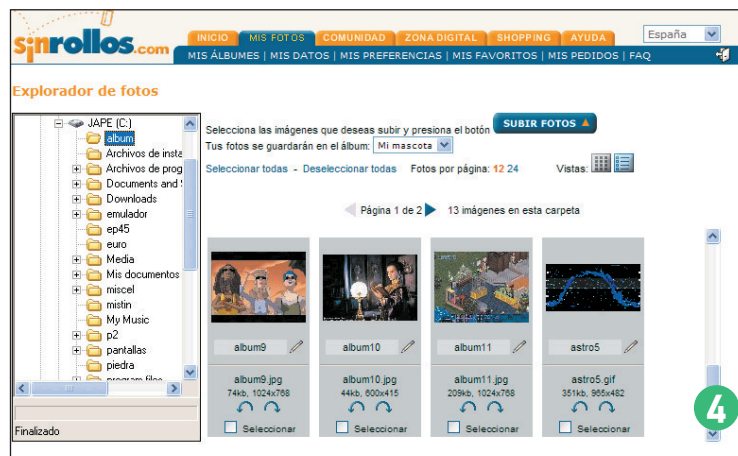 sinrollos.com
INICIO MIS FOTOS COMUNIDAD ZONA DIGITAL SHOPPING AYUDA
España
MIS ÁLBUMES | MIS DATOS | MIS PREFERENCIAS | MIS FAVORITOS | MIS PEDIDOS | FAQ
Explorador de fotos
JAPE (C:)
album
Archivos de insta
Archivos de prog
Documents and
Downloads
emulador
ep45
euro
Media
Mis documentos
miscel
mistin
My Music
p2
pantallas
piedra
program files
Finalizado
Selecciona las imágenes que deseas subir y presiona el botón SUBIR FOTOS
Tus fotos se guardarán en el álbum: Mi mascota
Seleccionar todas - Deseleccionar todas Fotos por página: 12 24 Vistas:
Página 1 de 2 13 imágenes en esta carpeta
album9 album10 album11 astro5
album9.jpg album10.jpg album11.jpg astro5.gif
74kb, 1024x768 44kb, 600x415 209kb, 1024x768 351kb, 965x482
Seleccionar Seleccionar Seleccionar Seleccionar
4